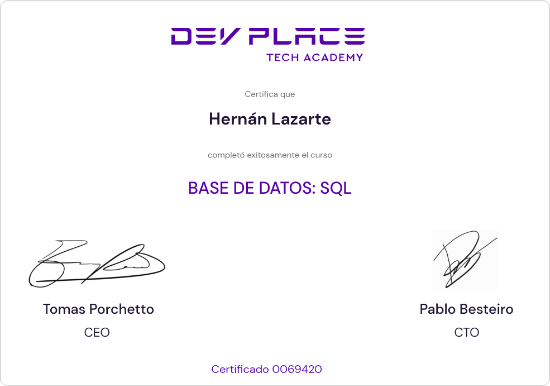 DEV PLACE
TECH ACADEMY
Certifica que
Hernán Lazarte
completó exitosamente el curso
BASE DE DATOS: SQL
Tomas Porchetto
CEO
Pablo Besteiro
CTO
Certificado 0069420